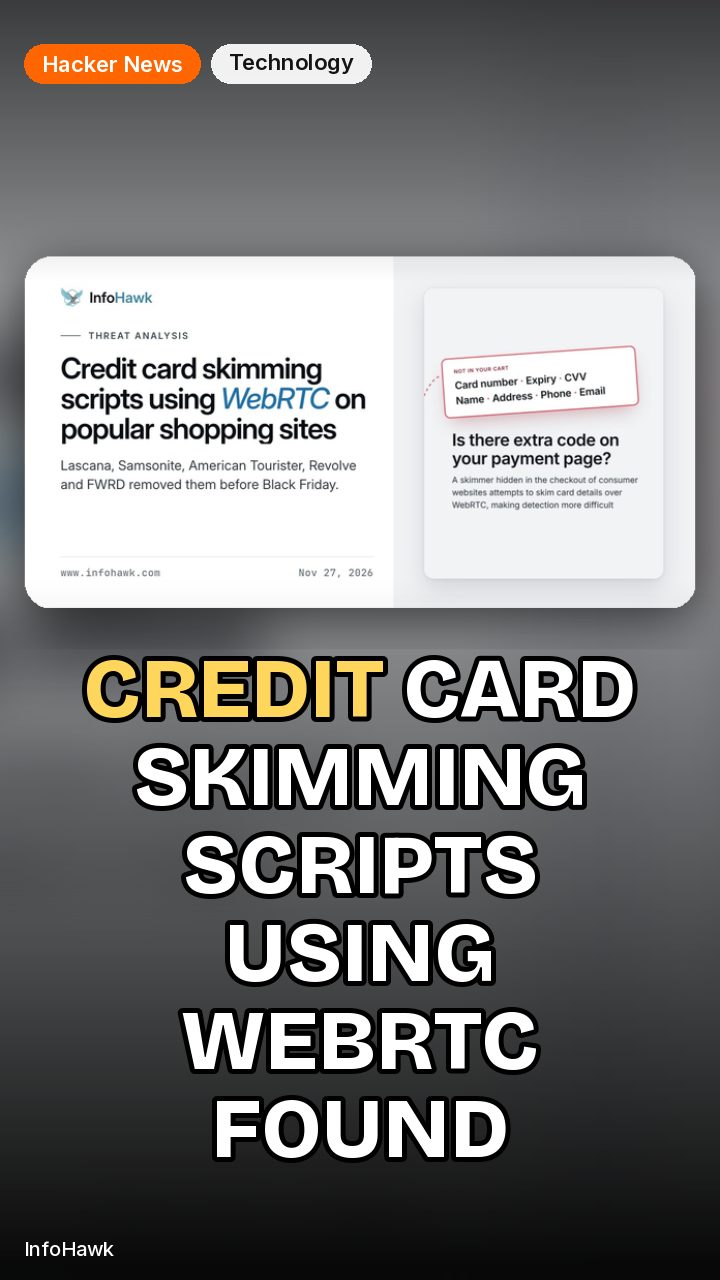 Hacker News
Technology
InfoHawk
THREAT ANALYSIS
Credit card skimming
scripts using WebRTC on
popular shopping sites
Lascana, Samsonite, American Tourister, Revolve
and FWRD removed them before Black Friday.
www.infohawk.com
Nov 27, 2026
NOT IN YOUR CART
Card number · Expiry · CVV
Name · Address · Phone · Email
Is there extra code on
your payment page?
A skimmer hidden in the checkout of consumer
websites attempts to skim card details over
WebRTC, making detection more difficult
CREDIT CARD
SKIMMING
SCRIPTS
USING
WEBRTC
FOUND
InfoHawk